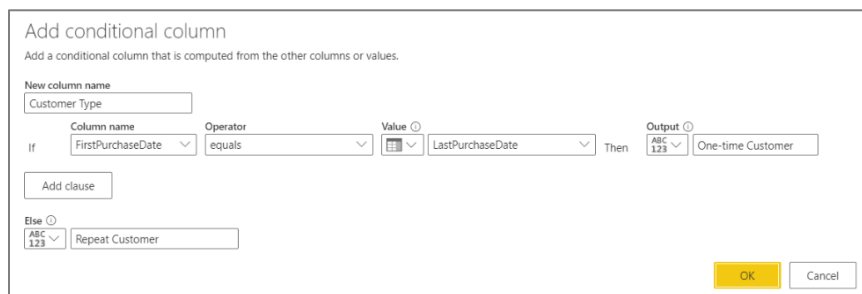 Add conditional column
Add a conditional column that is computed from the other columns or values.
New column name
Customer Type
Column name Operator Value Output
If FirstPurchaseDate equals LastPurchaseDate Then ABC 123 One-time Customer
Add clause
Else
ABC 123 Repeat Customer
OK Cancel